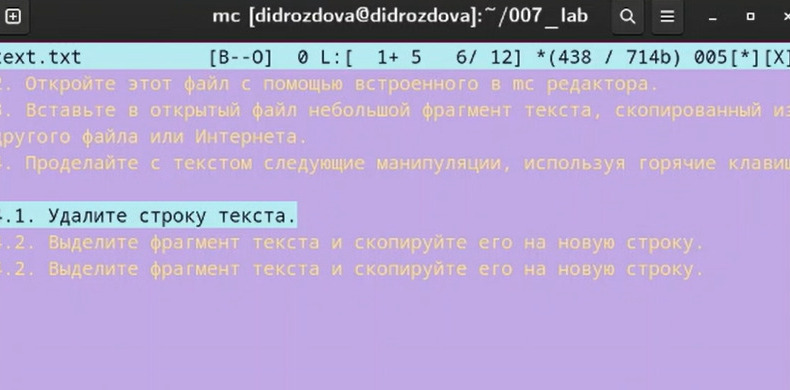 mc [didrozdova@didrozdova]:~/007_lab
text.txt [B--O] 0 L:[ 1+ 5 6/ 12] *(438 / 714b) 005[*][X]
2. Откройте этот файл с помощью встроенного в mc редактора.
3. Вставьте в открытый файл небольшой фрагмент текста, скопированный из
другого файла или Интернета.
4. Проделайте с текстом следующие манипуляции, используя горячие клавиш
4.1. Удалите строку текста.
4.2. Выделите фрагмент текста и скопируйте его на новую строку.
4.2. Выделите фрагмент текста и скопируйте его на новую строку.